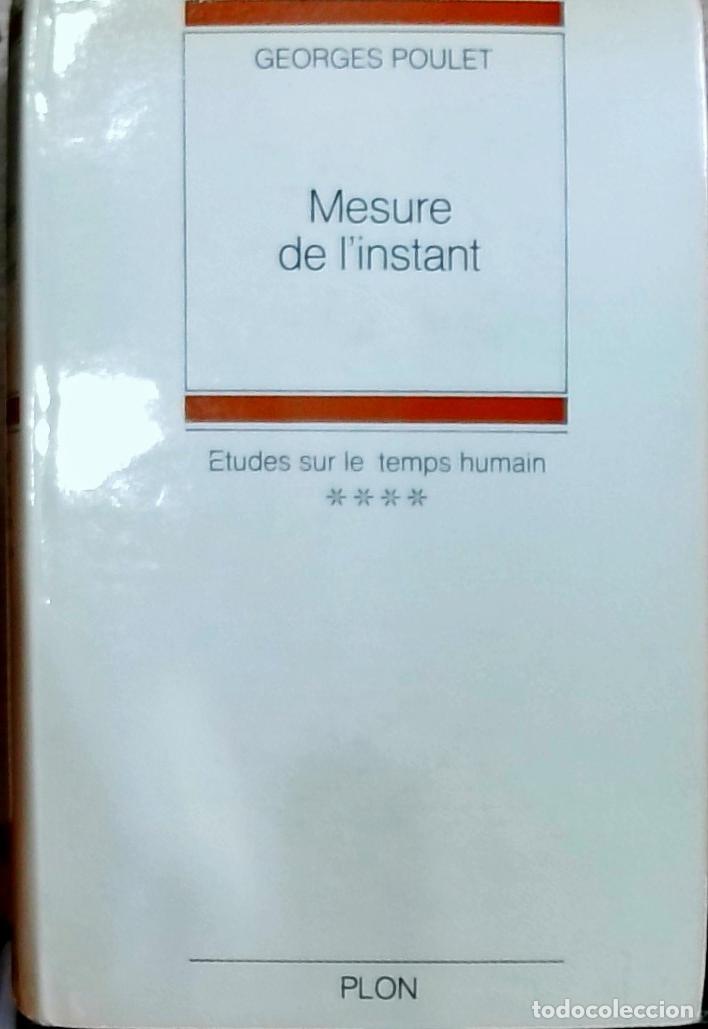 GEORGES POULET
Mesure
de l'instant
Etudes sur le temps humain
****
PLON
todocoleccion